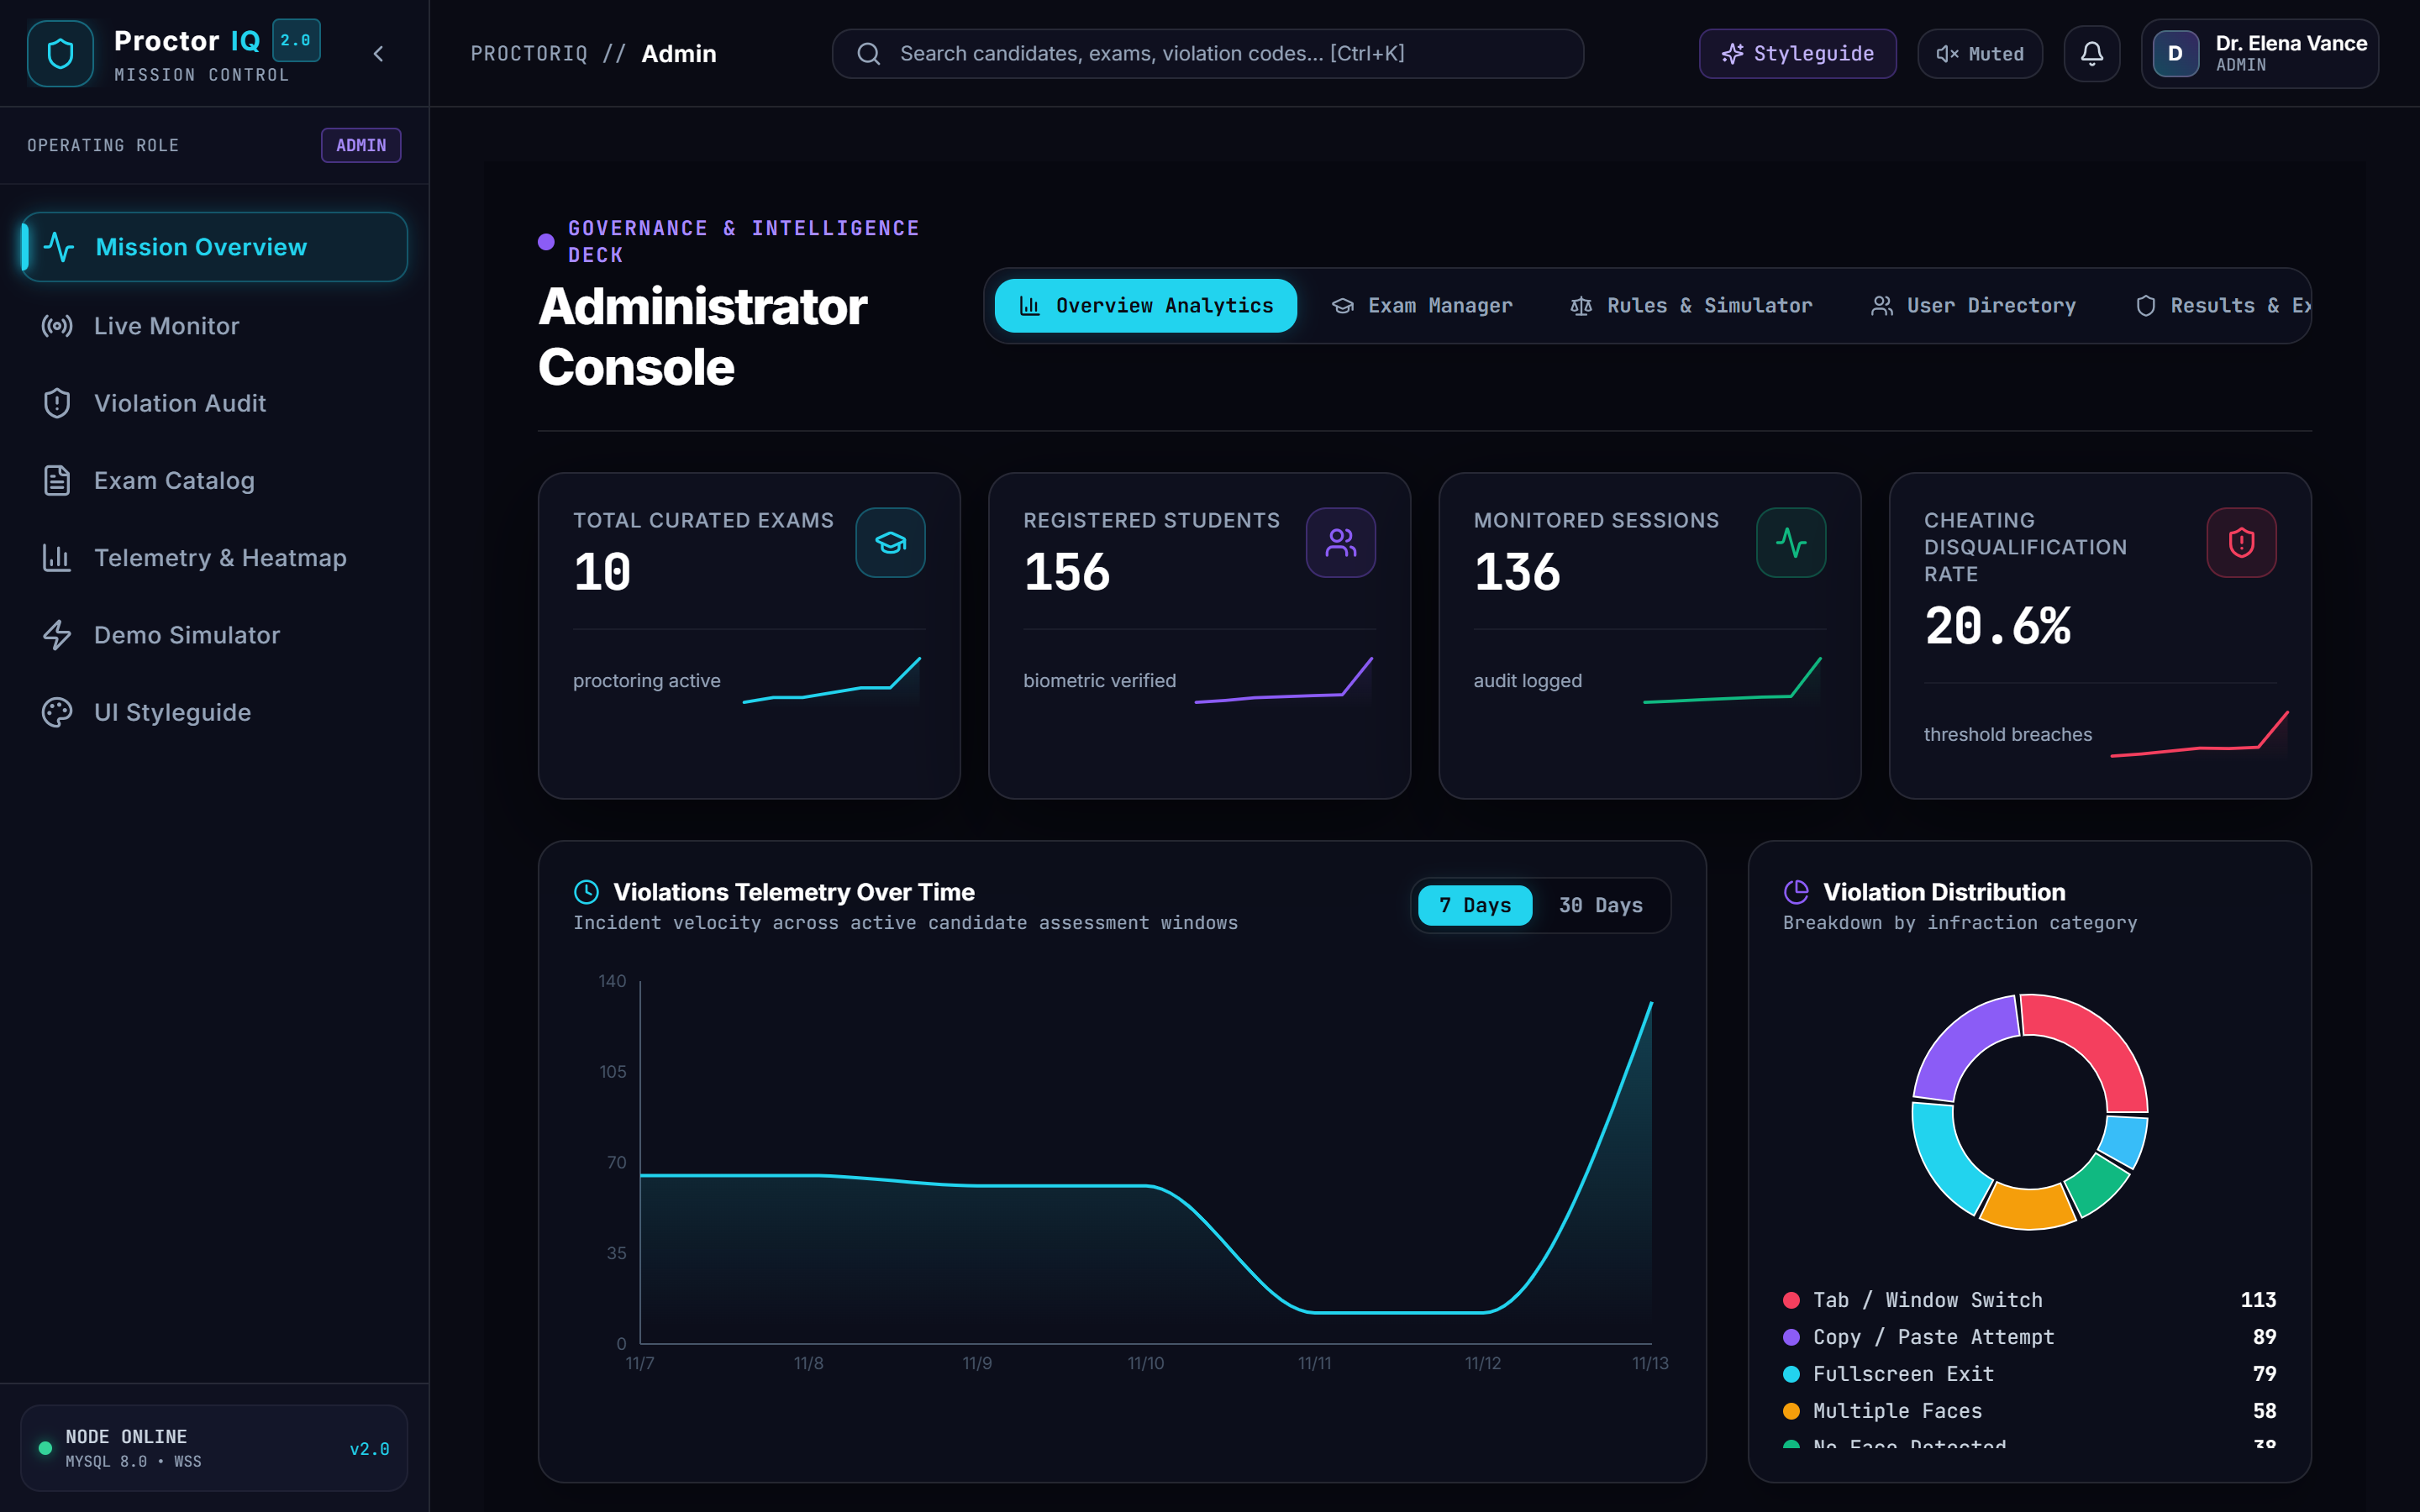 Proctor IQ 2.0
MISSION CONTROL
PROCTORIQ // Admin
Search candidates, exams, violation codes... [Ctrl+K]
Styleguide
Muted
D
Dr. Elena Vance
ADMIN
OPERATING ROLE
ADMIN
Mission Overview
Live Monitor
Violation Audit
Exam Catalog
Telemetry & Heatmap
Demo Simulator
UI Styleguide
NODE ONLINE
MYSQL 8.0 • WSS
v2.0
GOVERNANCE & INTELLIGENCE
DECK
Administrator
Console
Overview Analytics
Exam Manager
Rules & Simulator
User Directory
Results & Ex
TOTAL CURATED EXAMS
10
proctoring active
REGISTERED STUDENTS
156
biometric verified
MONITORED SESSIONS
136
audit logged
CHEATING
DISQUALIFICATION
RATE
20.6%
threshold breaches
Violations Telemetry Over Time
Incident velocity across active candidate assessment windows
7 Days
30 Days
140
105
70
35
0
11/7
11/8
11/9
11/10
11/11
11/12
11/13
Violation Distribution
Breakdown by infraction category
Tab / Window Switch 113
Copy / Paste Attempt 89
Fullscreen Exit 79
Multiple Faces 58
No Face Detected 38